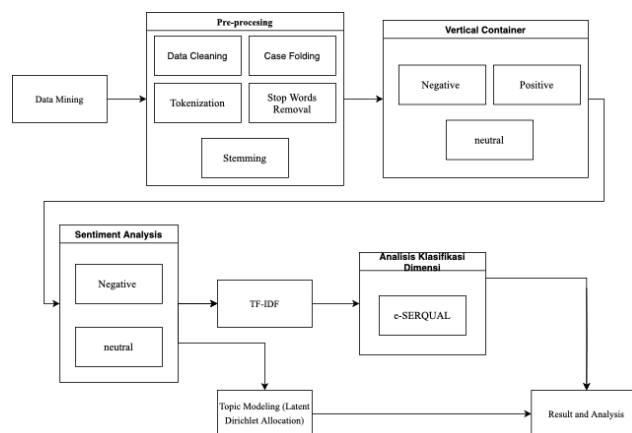 Pre-procesing
Data Cleaning
Case Folding
Tokenization
Stop Words
Removal
Stemming
Data Mining
Vertical Container
Negative
Positive
neutral
Sentiment Analysis
Negative
neutral
TF-IDF
Analisis Klasifikasi
Dimensi
e-SERQUAL
Topic Modeling (Latent
Dirichlet Allocation)
Result and Analysis